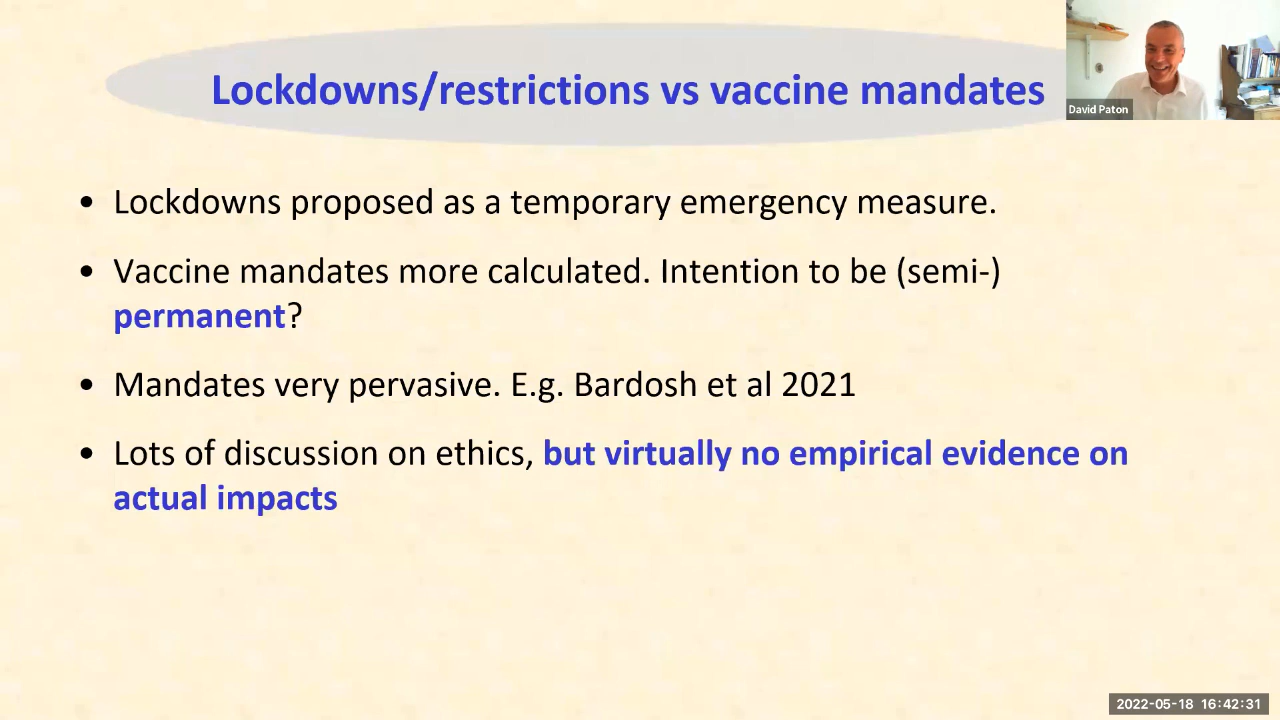 Lockdowns/restrictions vs vaccine mandates
David Paton
• Lockdowns proposed as a temporary emergency measure.
• Vaccine mandates more calculated. Intention to be (semi-)
permanent?
• Mandates very pervasive. E.g. Bardosh et al 2021
• Lots of discussion on ethics, but virtually no empirical evidence on
actual impacts
2022-05-18 16:42:31